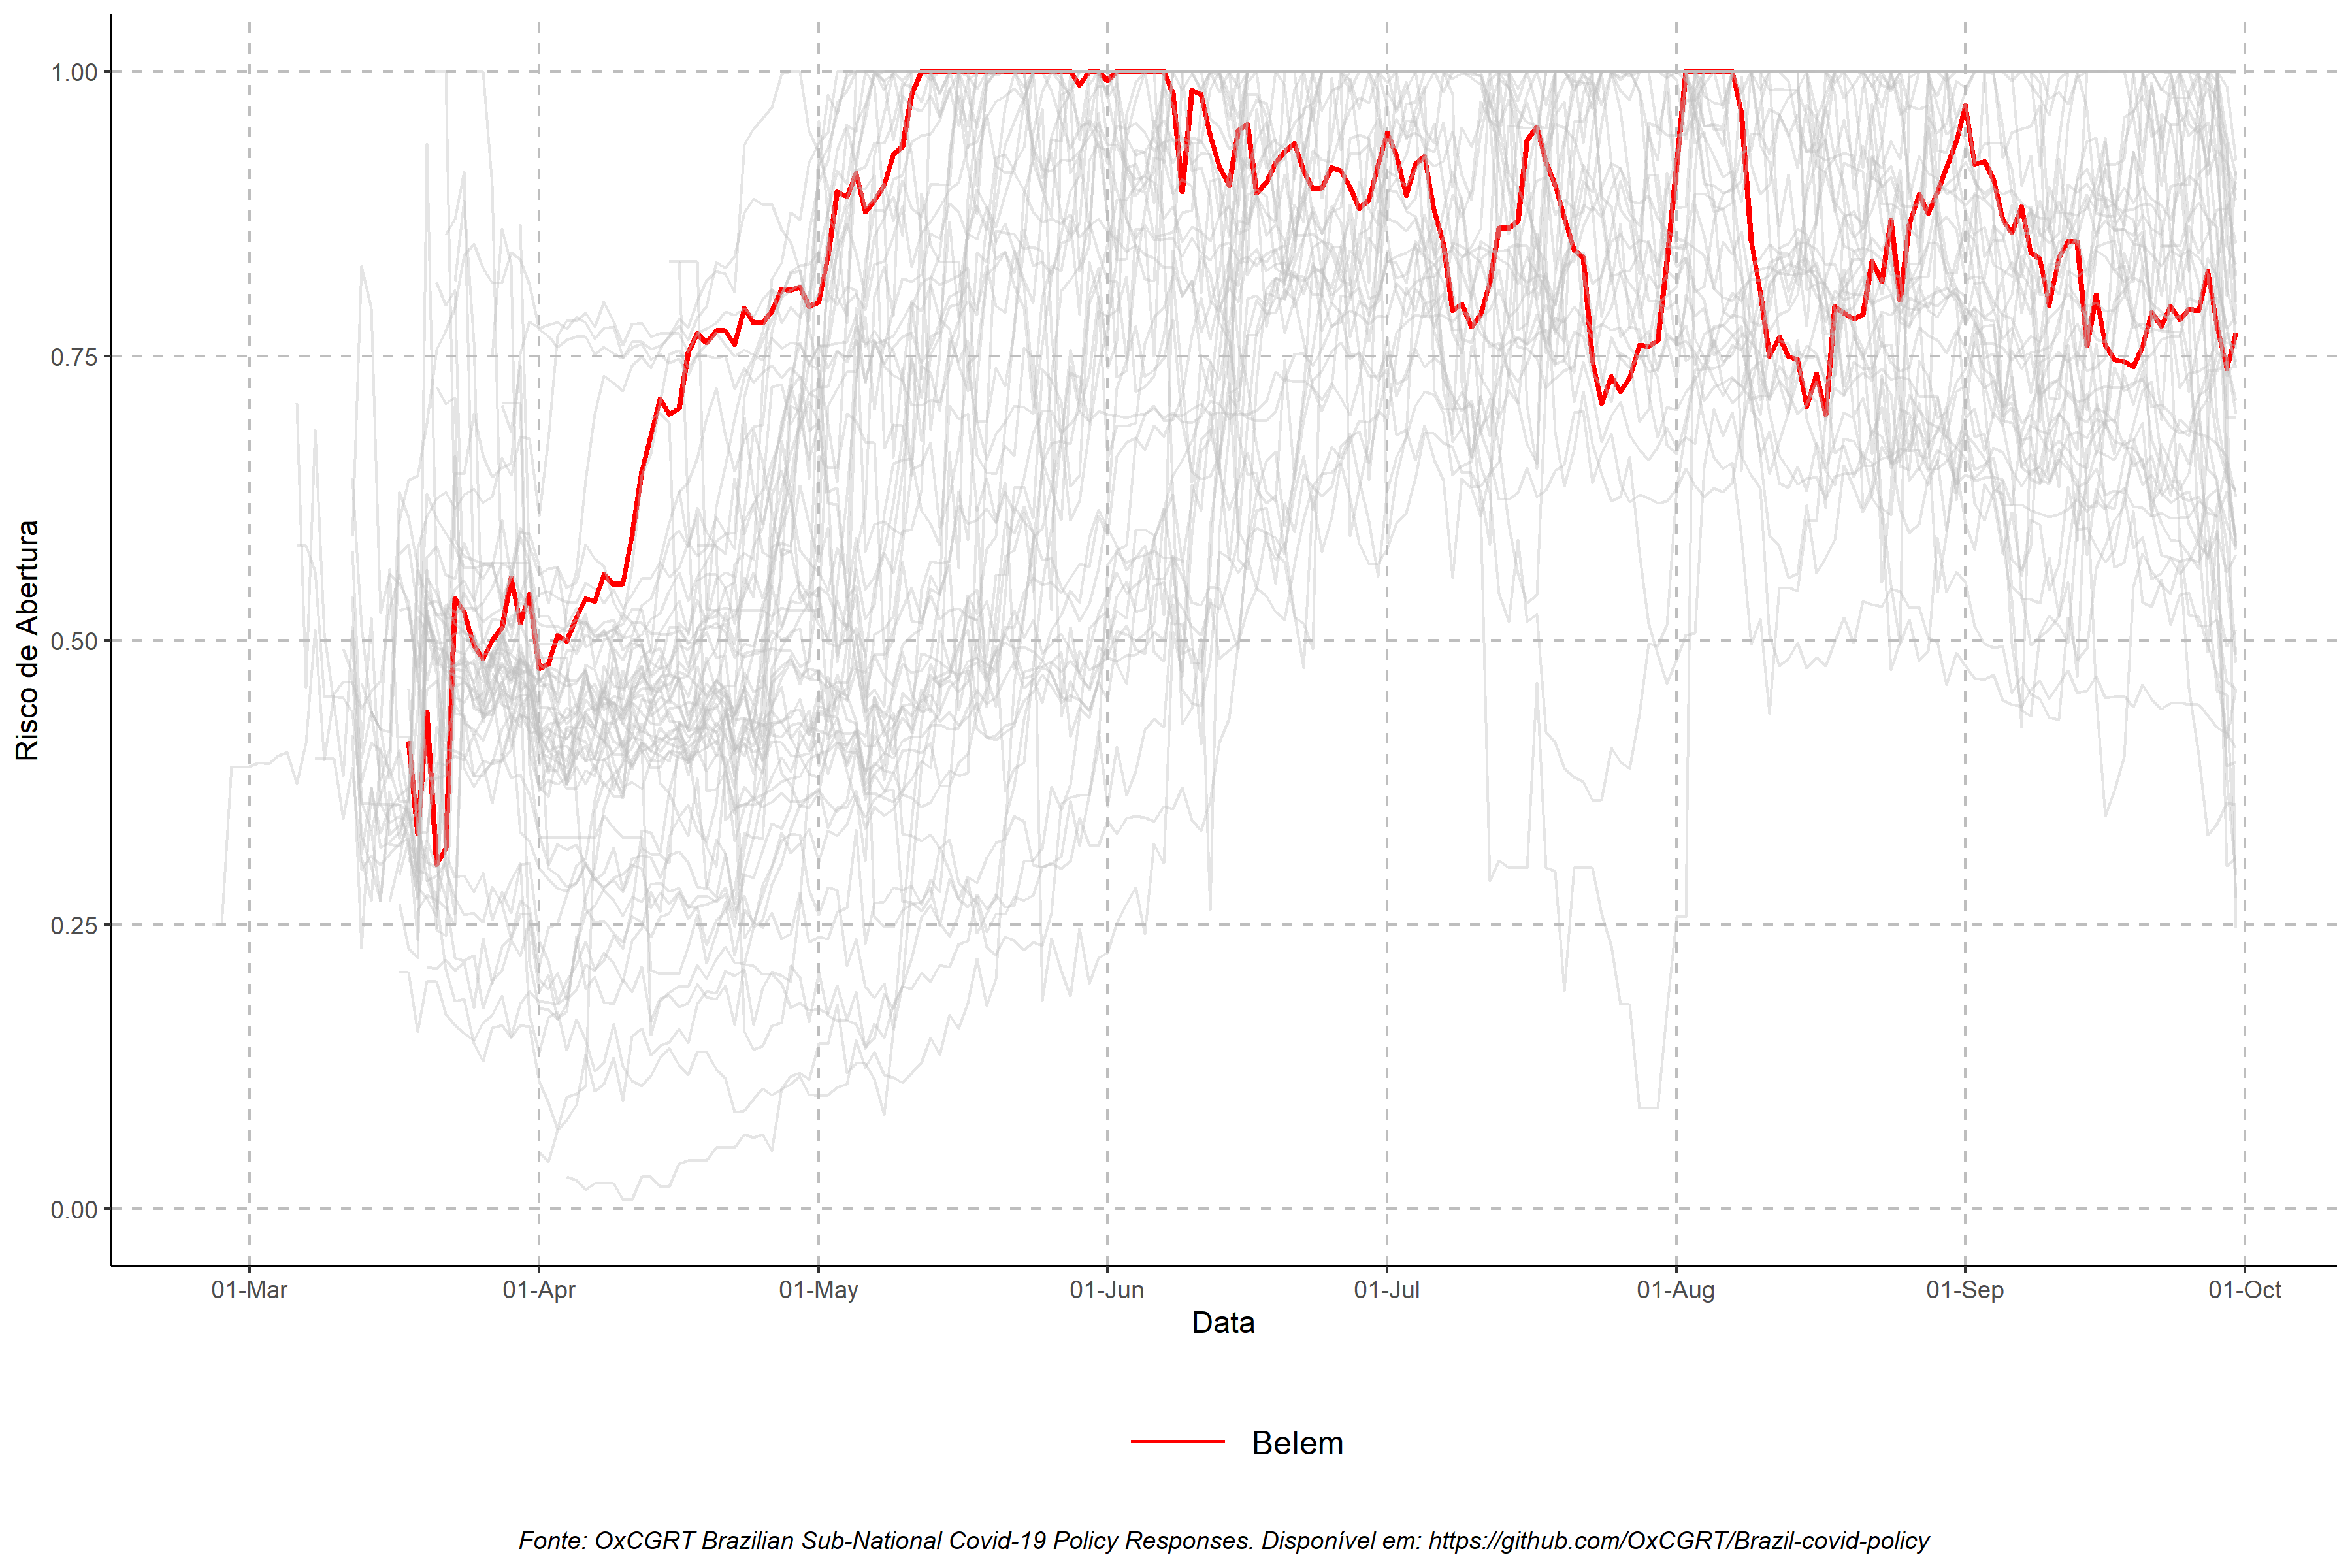 Risco de Abertura
1.00
0.75
0.50
0.25
0.00
01-Mar 01-Apr 01-May 01-Jun 01-Jul 01-Aug 01-Sep 01-Oct
Data
Belem
Fonte: OxCGRT Brazilian Sub-National Covid-19 Policy Responses. Disponível em: https://github.com/OxCGRT/Brazil-covid-policy